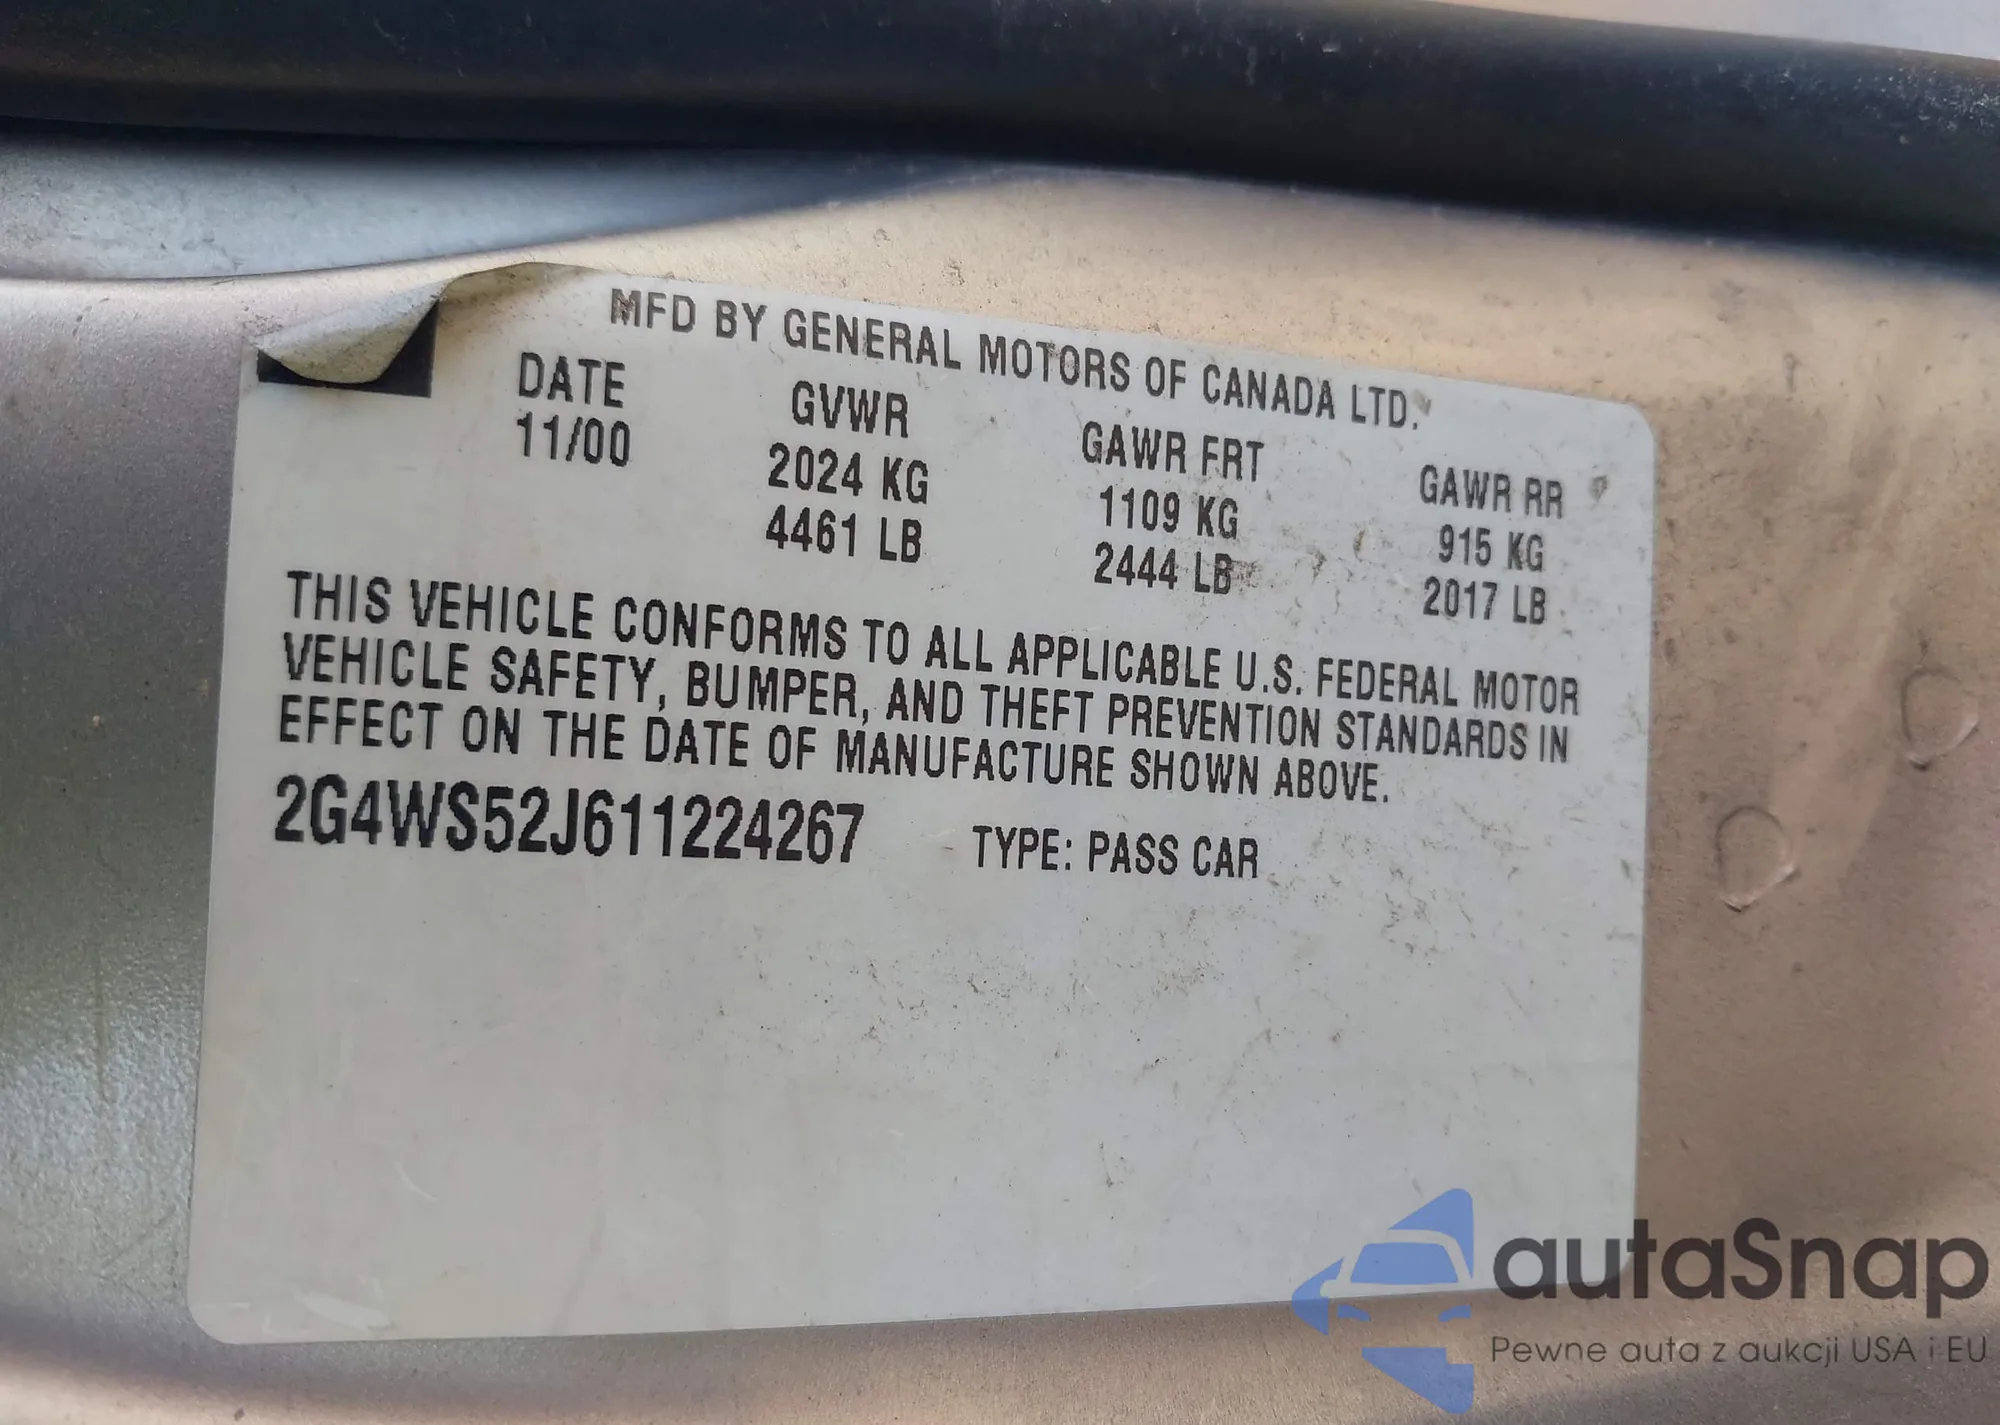 MFD BY GENERAL MOTORS OF CANADA LTD.
DATE GVWR GAWR FRT GAWR RR
11/00 2024 KG 1109 KG 915 KG
4461 LB 2444 LB 2017 LB
THIS VEHICLE CONFORMS TO ALL APPLICABLE U.S. FEDERAL MOTOR
VEHICLE SAFETY, BUMPER, AND THEFT PREVENTION STANDARDS IN
EFFECT ON THE DATE OF MANUFACTURE SHOWN ABOVE.
2G4WS52J611224267 TYPE: PASS CAR
autaSnap
Pewne auta z aukcji USA i EU